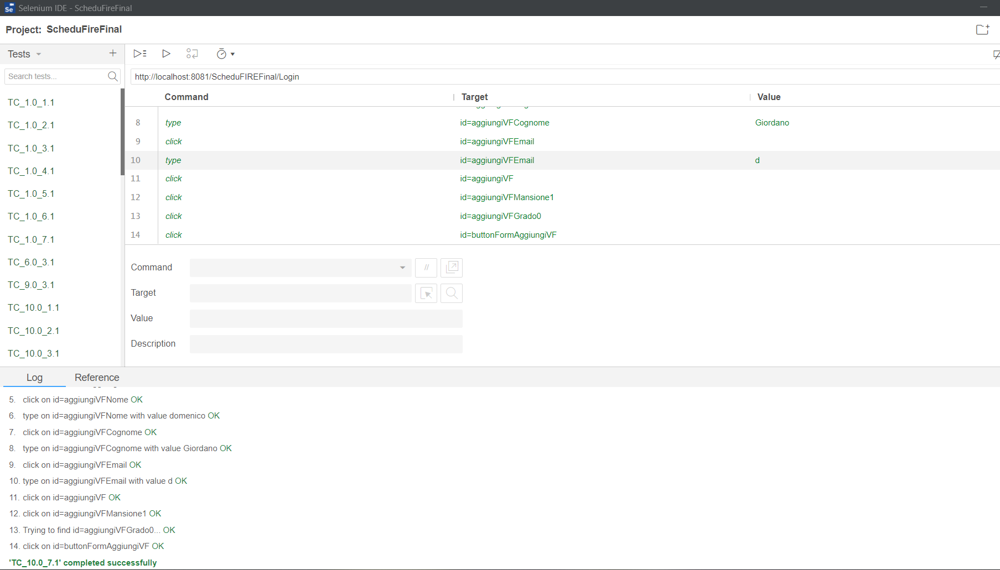 Selenium IDE - ScheduFireFinal
Project: ScheduFireFinal
Tests
Search tests...
http://localhost:8081/ScheduFIREFinal/Login
Command Target Value
TC_1.0_1.1
TC_1.0_2.1
TC_1.0_3.1
TC_1.0_4.1
TC_1.0_5.1
TC_1.0_6.1
TC_1.0_7.1
TC_6.0_3.1
TC_9.0_3.1
TC_10.0_1.1
TC_10.0_2.1
TC_10.0_3.1
8 type id=aggiungiVFCognome Giordano
9 click id=aggiungiVFEmail
10 type id=aggiungiVFEmail d
11 click id=aggiungiVF
12 click id=aggiungiVFMansione1
13 click id=aggiungiVFGrado0
14 click id=buttonFormAggiungiVF
Command //
Target
Value
Description
Log Reference
5. click on id=aggiungiVFNome OK
6. type on id=aggiungiVFNome with value domenico OK
7. click on id=aggiungiVFCognome OK
8. type on id=aggiungiVFCognome with value Giordano OK
9. click on id=aggiungiVFEmail OK
10. type on id=aggiungiVFEmail with value d OK
11. click on id=aggiungiVF OK
12. click on id=aggiungiVFMansione1 OK
13. Trying to find id=aggiungiVFGrado0... OK
14. click on id=buttonFormAggiungiVF OK
'TC_10.0_7.1' completed successfully